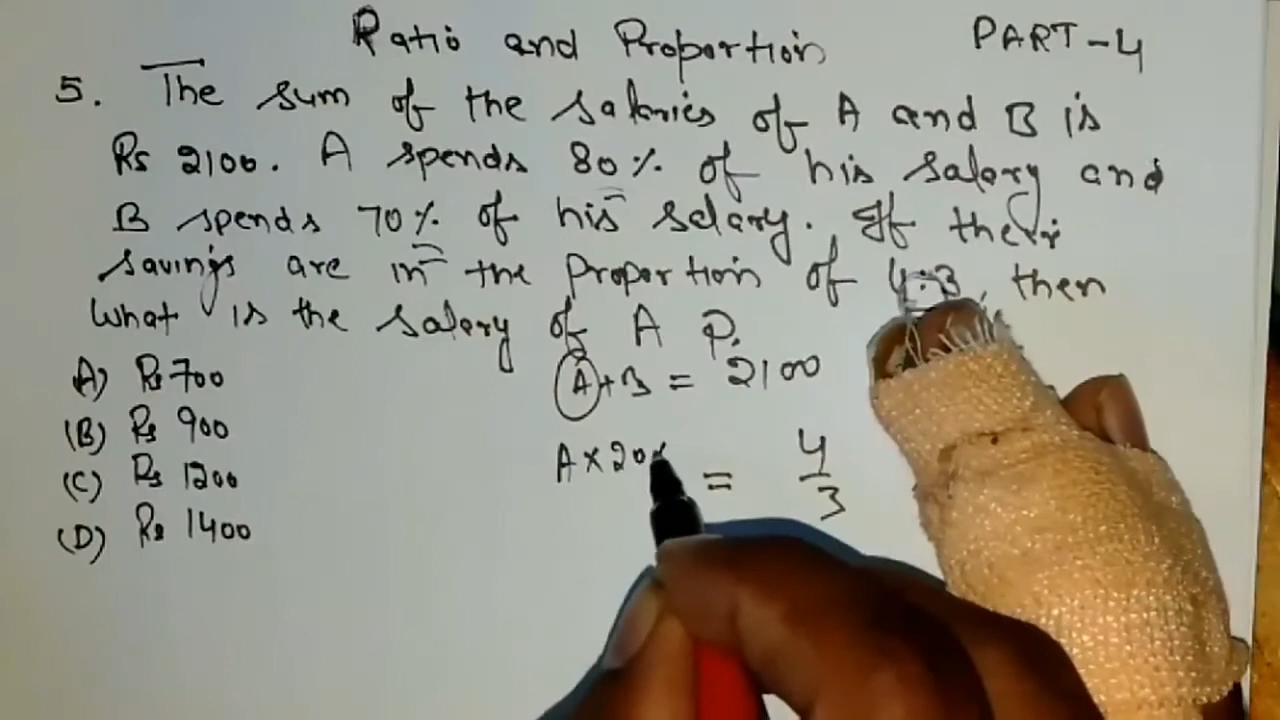 Ratio and Proportion PART-4
5. The sum of the salaries of A and B is
Rs 2100. A spends 80% of his salary and
B spends 70% of his salary. If their
savings are in the proportion of 4:3, then
what is the salary of A ?
(A) Rs 700
(B) Rs 900
(C) Rs 1200
(D) Rs 1400
A+B = 2100
A×20% = 4/3